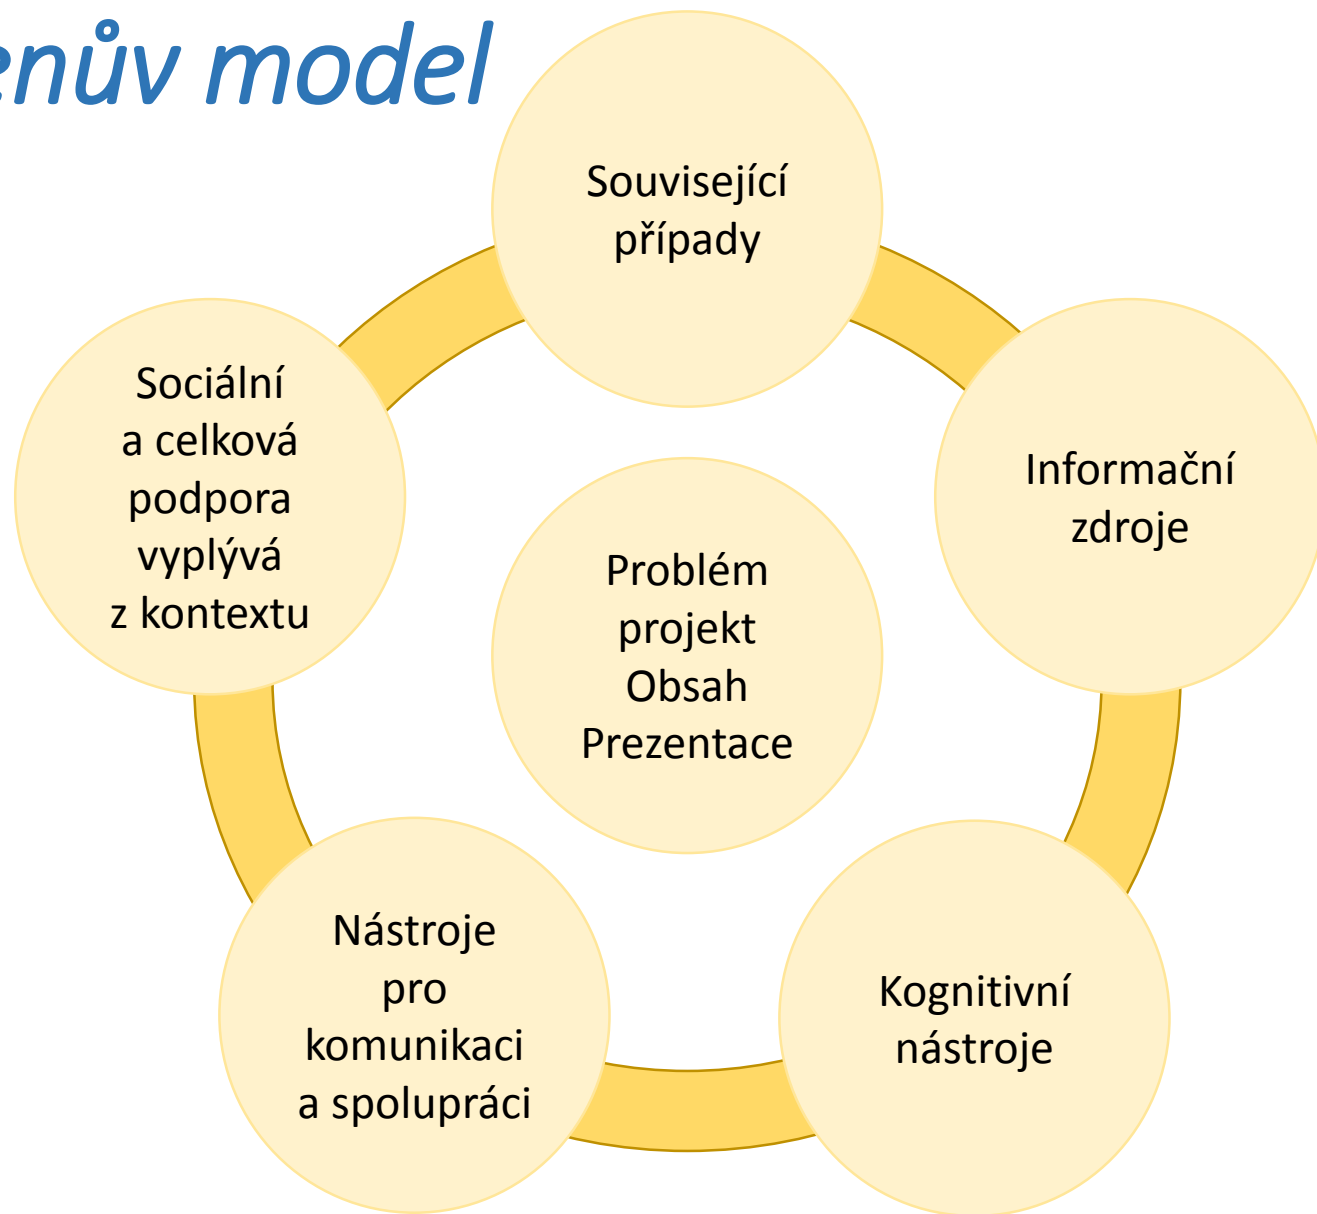 enův model
Související
případy
Informační
zdroje
Kognitivní
nástroje
Nástroje
pro
komunikaci
a spolupráci
Sociální
a celková
podpora
vyplývá
z kontextu
Problém
projekt
Obsah
Prezentace